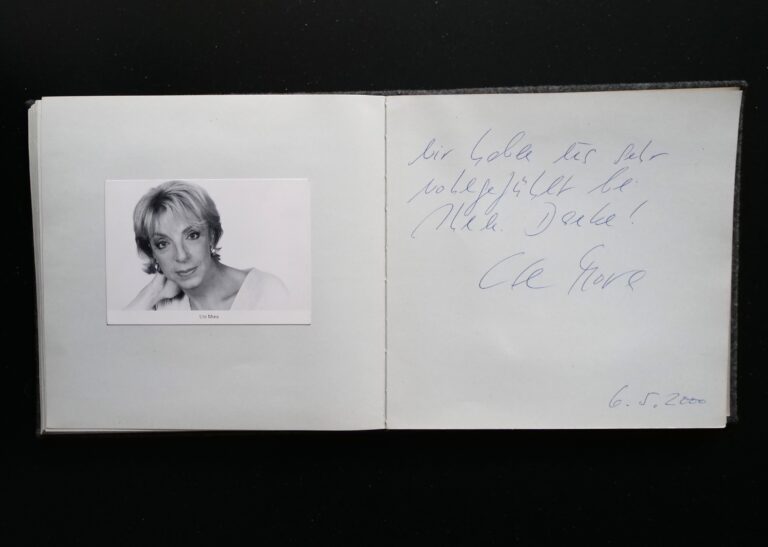 Ute Mora
Wir haben uns sehr
wohlgefühlt bei
Ihnen. Danke!
Ute Mora
6.5.2000